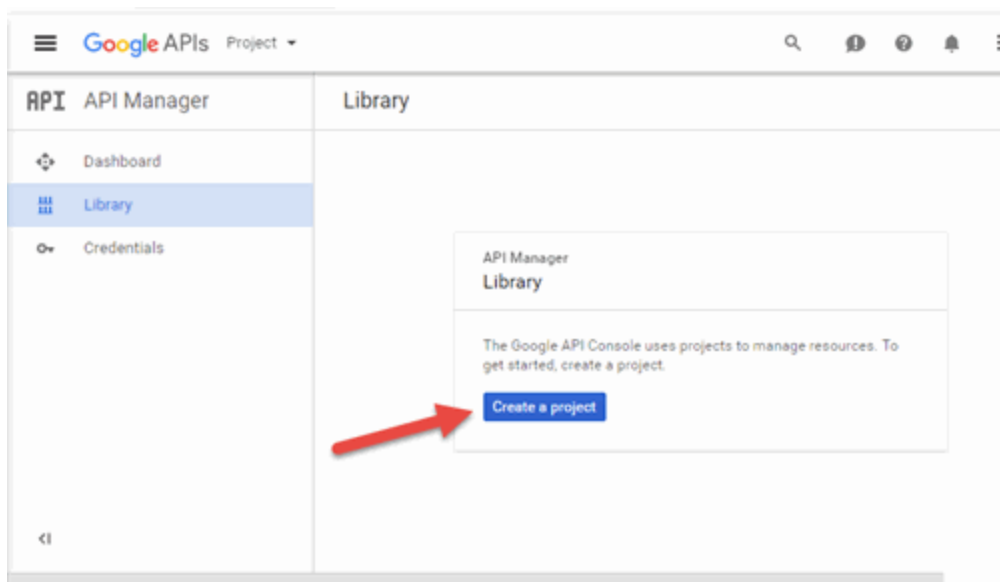 Google APIs Project
API API Manager
Library
Dashboard
Library
Credentials
API Manager
Library
The Google API Console uses projects to manage resources. To
get started, create a project.
Create a project